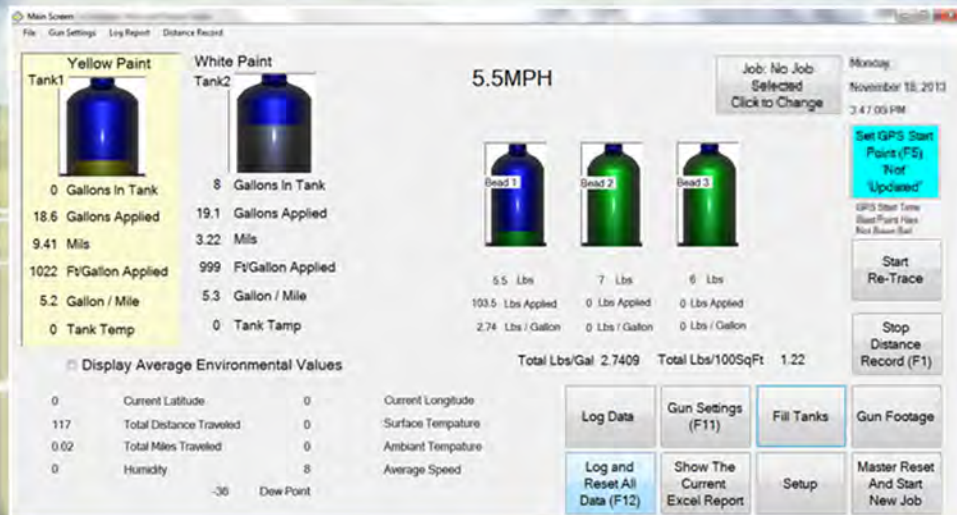 Main Screen
File Gun Settings Log Report Distance Record
Yellow Paint
Tank1
0 Gallons In Tank
18.6 Gallons Applied
9.41 Mils
1022 Ft/Gallon Applied
5.2 Gallon / Mile
0 Tank Temp
White Paint
Tank2
8 Gallons In Tank
19.1 Gallons Applied
3.22 Mils
999 Ft/Gallon Applied
5.3 Gallon / Mile
0 Tank Tamp
5.5MPH
Job: No Job
Selected
Click to Change
Monday
November 18, 2013
3:47:05 PM
Bead 1
Bead 2
Bead 3
5.5 Lbs 7 Lbs 6 Lbs
103.5 Lbs Applied 0 Lbs Applied 0 Lbs Applied
2.74 Lbs / Gallon 0 Lbs / Gallon 0 Lbs / Gallon
Total Lbs/Gal 2.7409 Total Lbs/100SqFt 1.22
Set GPS Start
Point (F5)
'Not
Updated'
GPS Start Time
Start Point Has
Not Been Set
Start
Re-Trace
Stop
Distance
Record (F1)
Display Average Environmental Values
0 Current Latitude 0 Current Longitude
117 Total Distance Traveled 0 Surface Tempature
0.02 Total Miles Traveled 0 Ambiant Tempature
0 Humidity 8 Average Speed
-36 Dew Point
Log Data
Gun Settings
(F11)
Fill Tanks
Gun Footage
Log and
Reset All
Data (F12)
Show The
Current
Excel Report
Setup
Master Reset
And Start
New Job